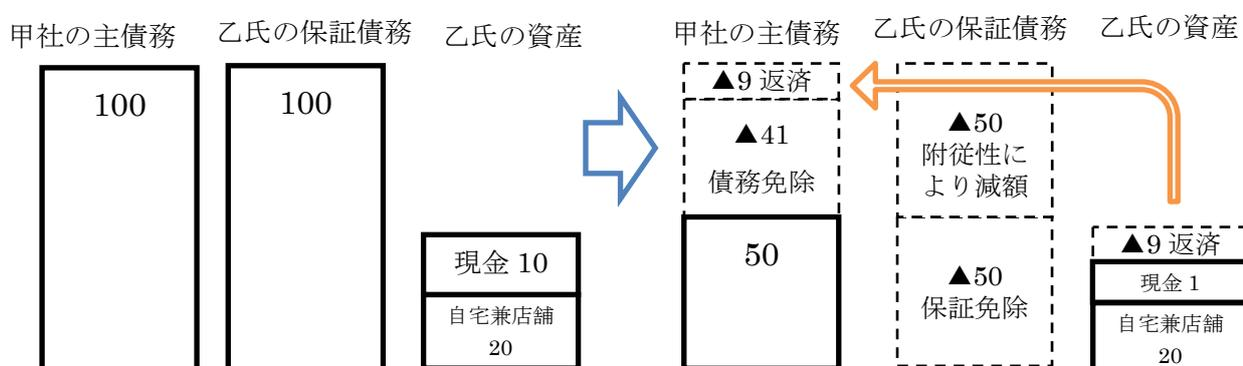 甲社の主債務
乙氏の保証債務
乙氏の資産
100
100
現金 10
自宅兼店舗
20
甲社の主債務
乙氏の保証債務
乙氏の資産
▲9 返済
▲41
債務免除
50
▲50
附従性に
より減額
▲50
保証免除
▲9 返済
現金 1
自宅兼店舗
20